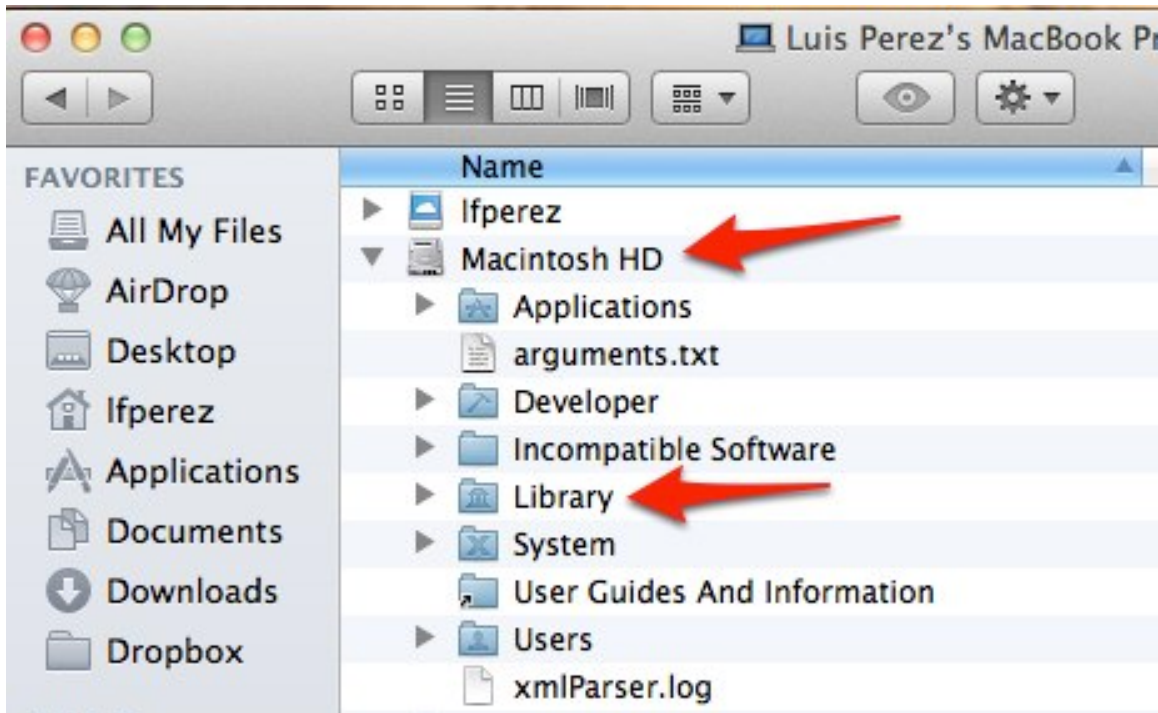 Luis Perez's MacBook Pr
FAVORITES
All My Files
AirDrop
Desktop
lfperez
Applications
Documents
Downloads
Dropbox
Name
lfperez
Macintosh HD
Applications
arguments.txt
Developer
Incompatible Software
Library
System
User Guides And Information
Users
xmlParser.log